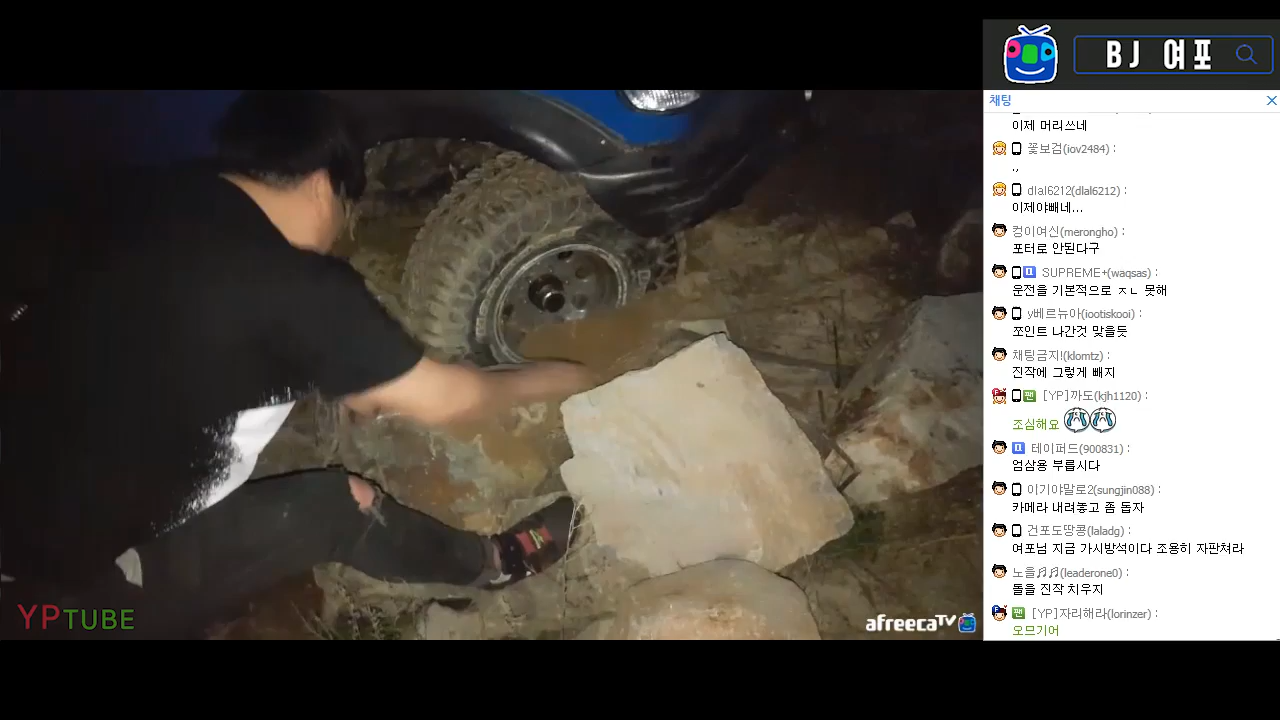 BJ 여포
채팅
이제 머리쓰네
꽃보검(iov2484) :
.,
dlal6212(dlal6212) :
이제야빼네...
컹이여신(merongho) :
포터로 안된다구
SUPREME+(waqsas) :
운전을 기본적으로 ㅈㄴ 못해
y베르뉴아(iootiskooi) :
쪼인트 나간것 맞을듯
채팅금지!(klomtz) :
진작에 그렇게 빼지
팬 [YP]까도(kjh1120) :
조심해요
테이퍼드(900831) :
엄삼용 부릅시다
이기야말로2(sungjin088) :
카메라 내려놓고 좀 돕자
건포도땅콩(laladg) :
여포님 지금 가시방석이다 조용히 자판쳐라
노을♬♬(leaderone0) :
돌을 진작 치우지
팬 [YP]자리해라(lorinzer) :
오므기어
YPTUBE
afreecaTV